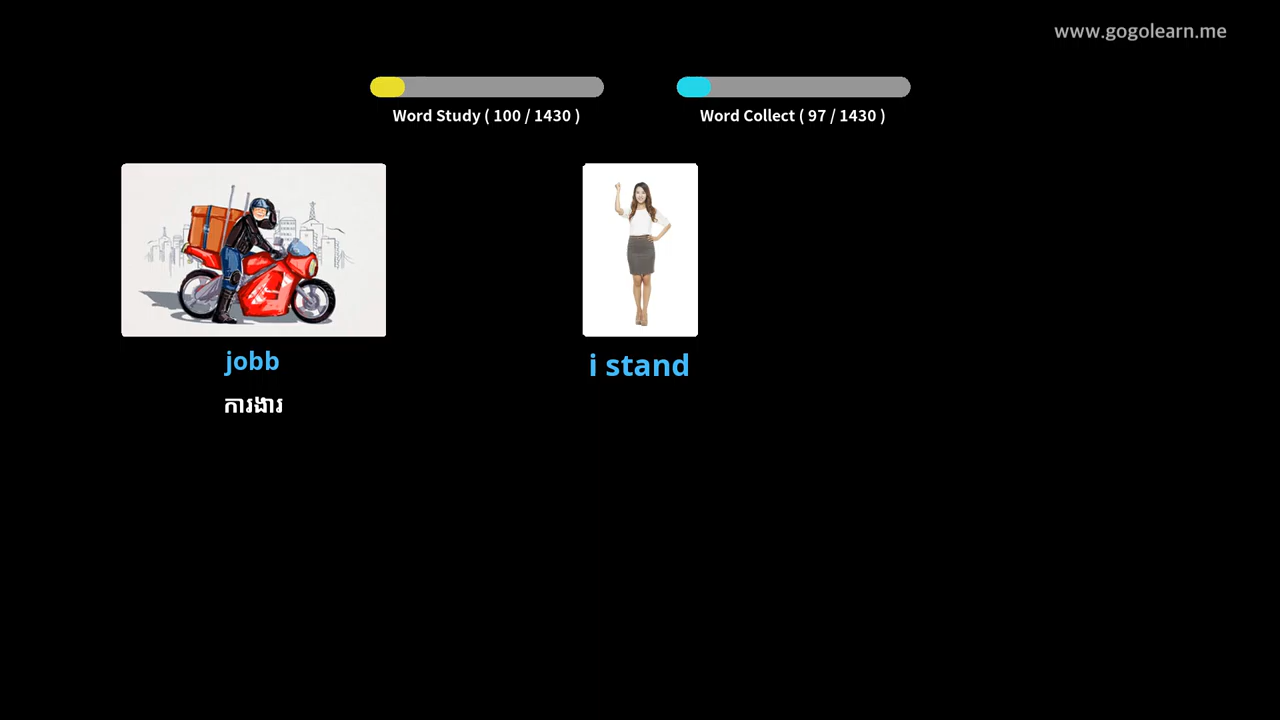 www.gogolearn.me
Word Study ( 100 / 1430 )
Word Collect ( 97 / 1430 )
jobb
i stand
ការងារ